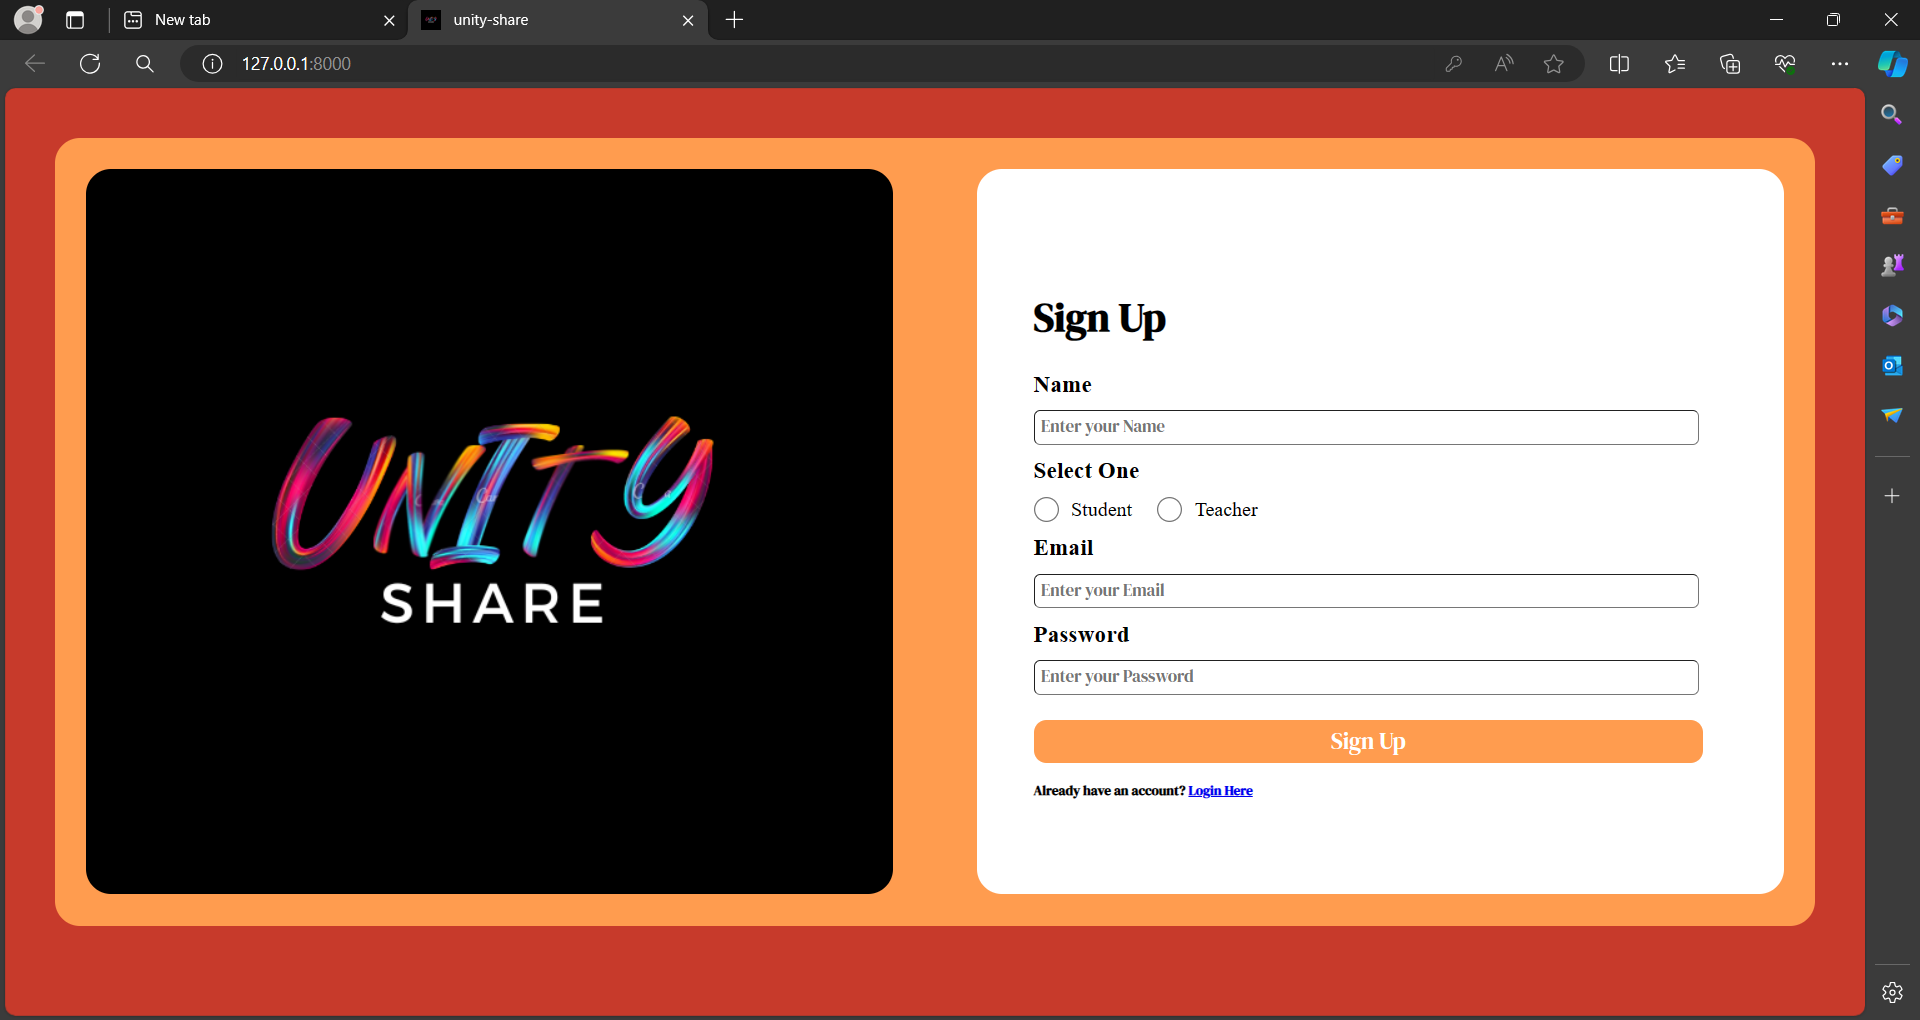 New tab
unity-share
127.0.0.1:8000
UNITY
SHARE
Sign Up
Name
Enter your Name
Select One
Student Teacher
Email
Enter your Email
Password
Enter your Password
Sign Up
Already have an account? Login Here